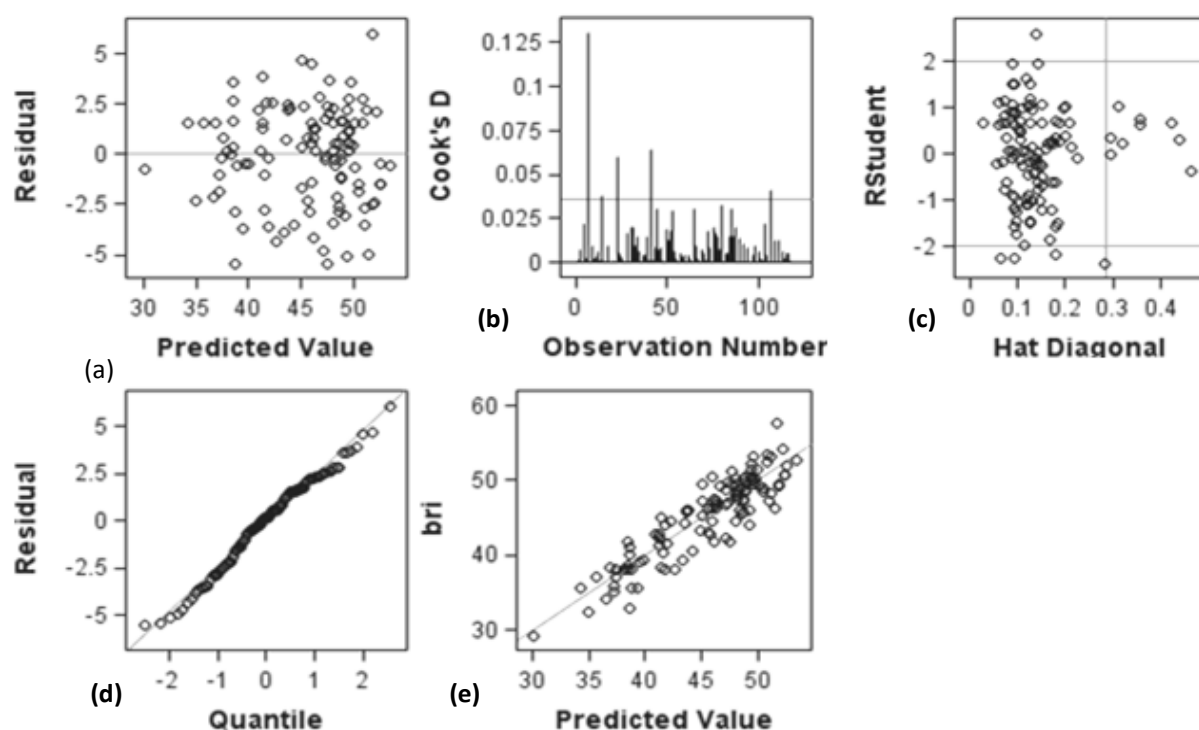 Residual
5
2.5
0
-2.5
-5
30 35 40 45 50
Predicted Value
(a)
Cook's D
0.125
0.1
0.075
0.05
0.025
0
0 50 100
Observation Number
(b)
RStudent
2
1
0
-1
-2
0 0.1 0.2 0.3 0.4
Hat Diagonal
(c)
Residual
5
2.5
0
-2.5
-5
-2 -1 0 1 2
Quantile
(d)
bri
60
50
40
30
30 35 40 45 50
Predicted Value
(e)